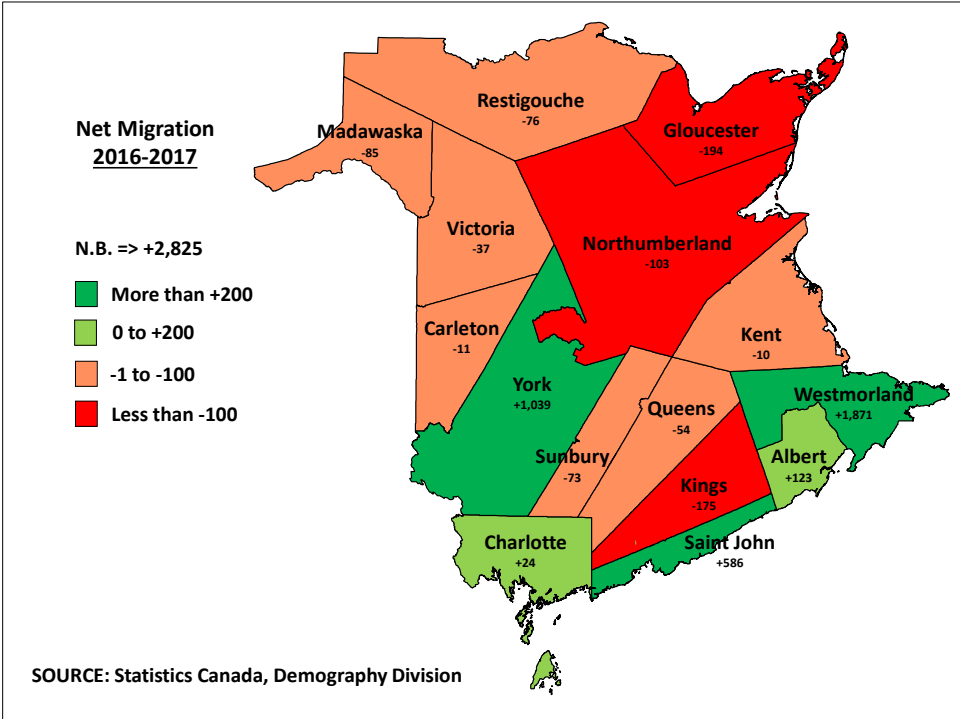 Net Migration
2016-2017
N.B. => +2,825
More than +200
0 to +200
-1 to -100
Less than -100
Restigouche
-76
Gloucester
-194
Madawaska
-85
Victoria
-37
Northumberland
-103
Carleton
-11
Kent
-10
York
+1,039
Westmorland
+1,871
Queens
-54
Sunbury
-73
Albert
+123
Kings
-175
Charlotte
+24
Saint John
+586
SOURCE: Statistics Canada, Demography Division